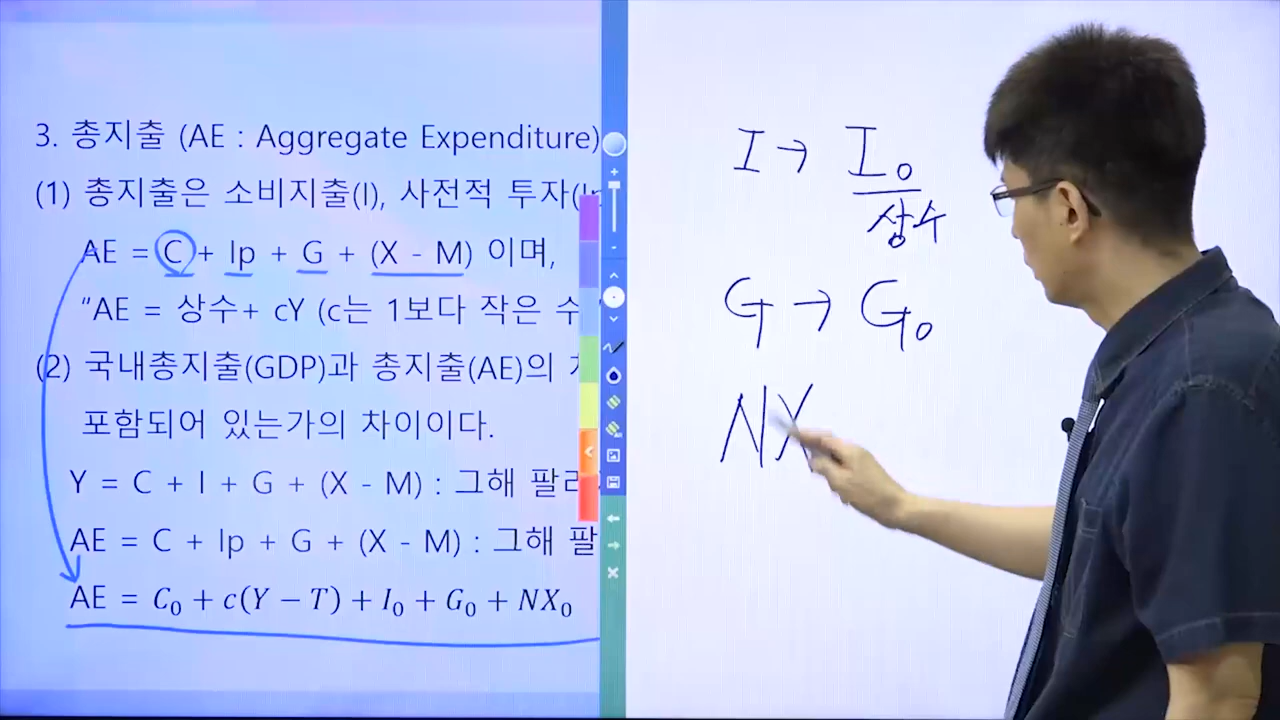 3. 총지출 (AE : Aggregate Expenditure)
(1) 총지출은 소비지출(I), 사전적 투자(Ip
AE = C + Ip + G + (X - M) 이며,
“AE = 상수+ cY (c는 1보다 작은 수
(2) 국내총지출(GDP)과 총지출(AE)의
포함되어 있는가의 차이이다.
Y = C + I + G + (X - M) : 그해 팔리
AE = C + Ip + G + (X - M) : 그해 팔
AE = C₀ + c(Y − T) + I₀ + G₀ + NX₀
I → I₀
상수
G → G₀
NX